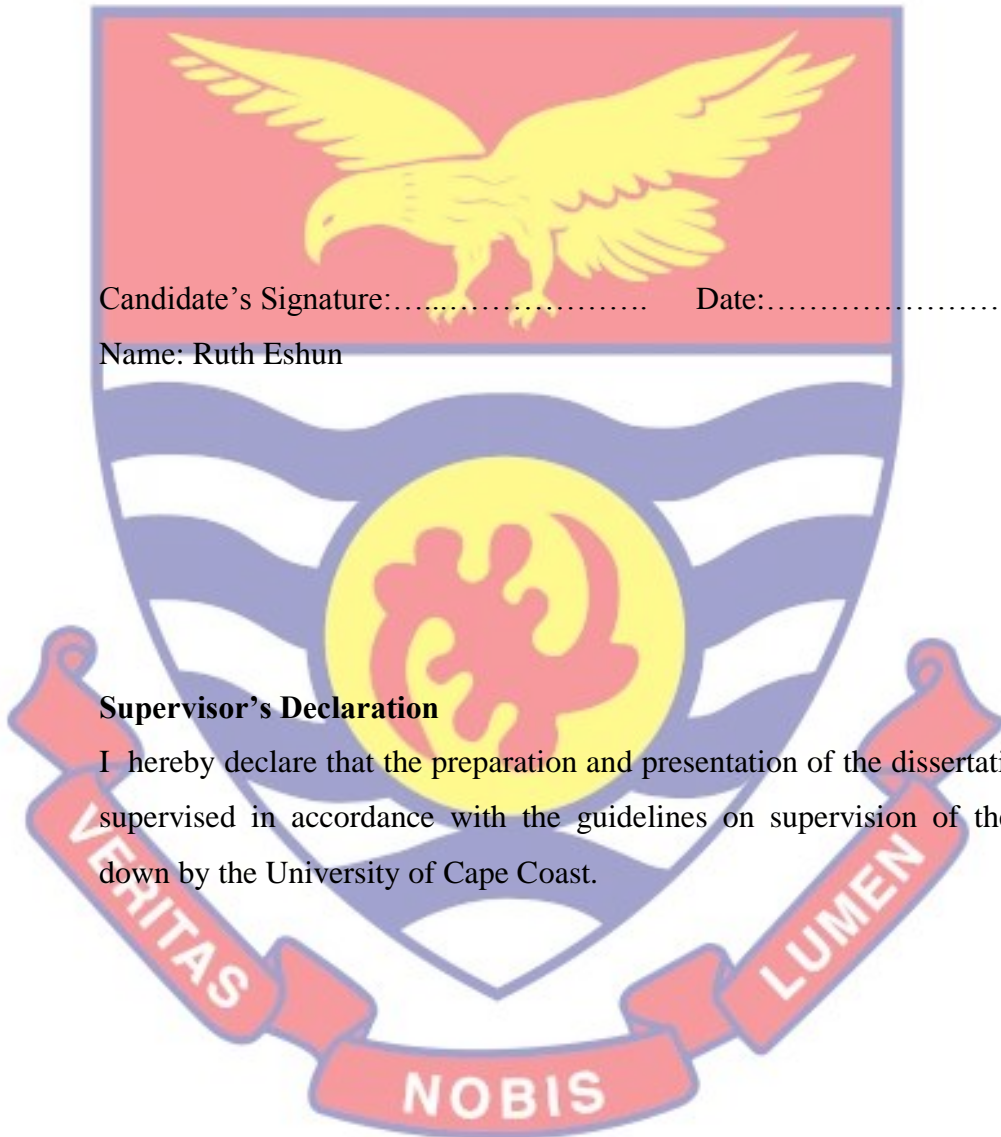 Candidate’s Signature:…..………………. Date:…………………
Name: Ruth Eshun
Supervisor’s Declaration
I hereby declare that the preparation and presentation of the dissertati
supervised in accordance with the guidelines on supervision of the
down by the University of Cape Coast.
VERITAS
NOBIS
LUMEN